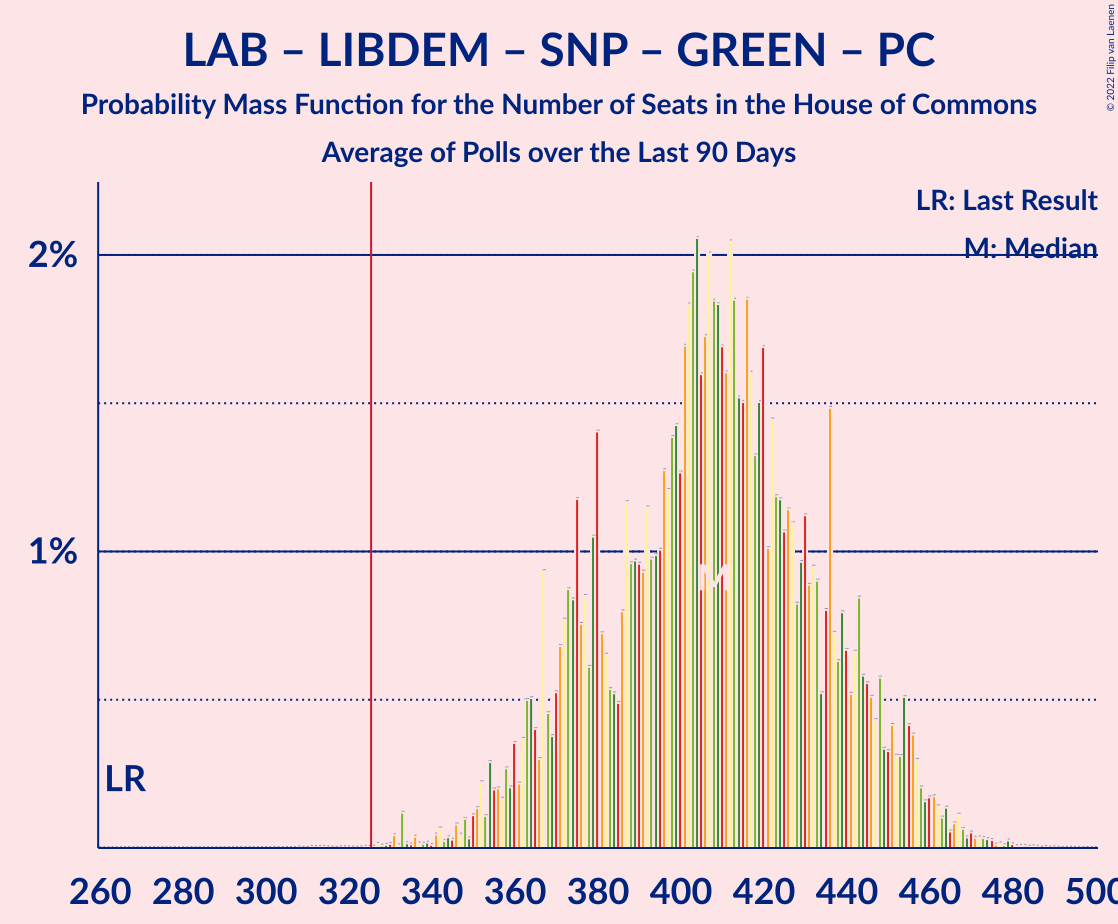 LAB – LIBDEM – SNP – GREEN – PC
Probability Mass Function for the Number of Seats in the House of Commons
Average of Polls over the Last 90 Days
© 2022 Filip van Laenen
LR: Last Result
M: Median
2%
1%
M
LR
260 280 300 320 340 360 380 400 420 440 460 480 500